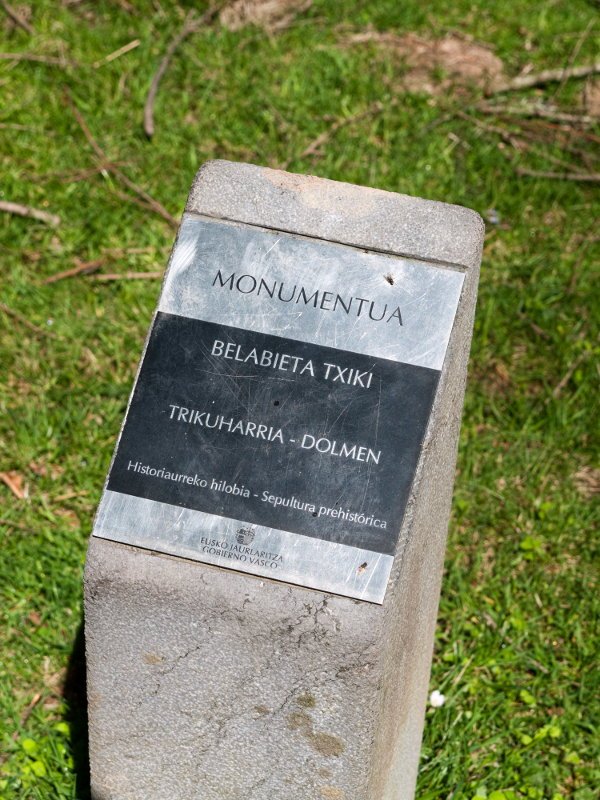 MONUMENTUA
BELABIETA TXIKI
TRIKUHARRIA - DOLMEN
Historiaurreko hilobia - Sepultura prehistórica
EUSKO JAURLARITZA
GOBIERNO VASCO